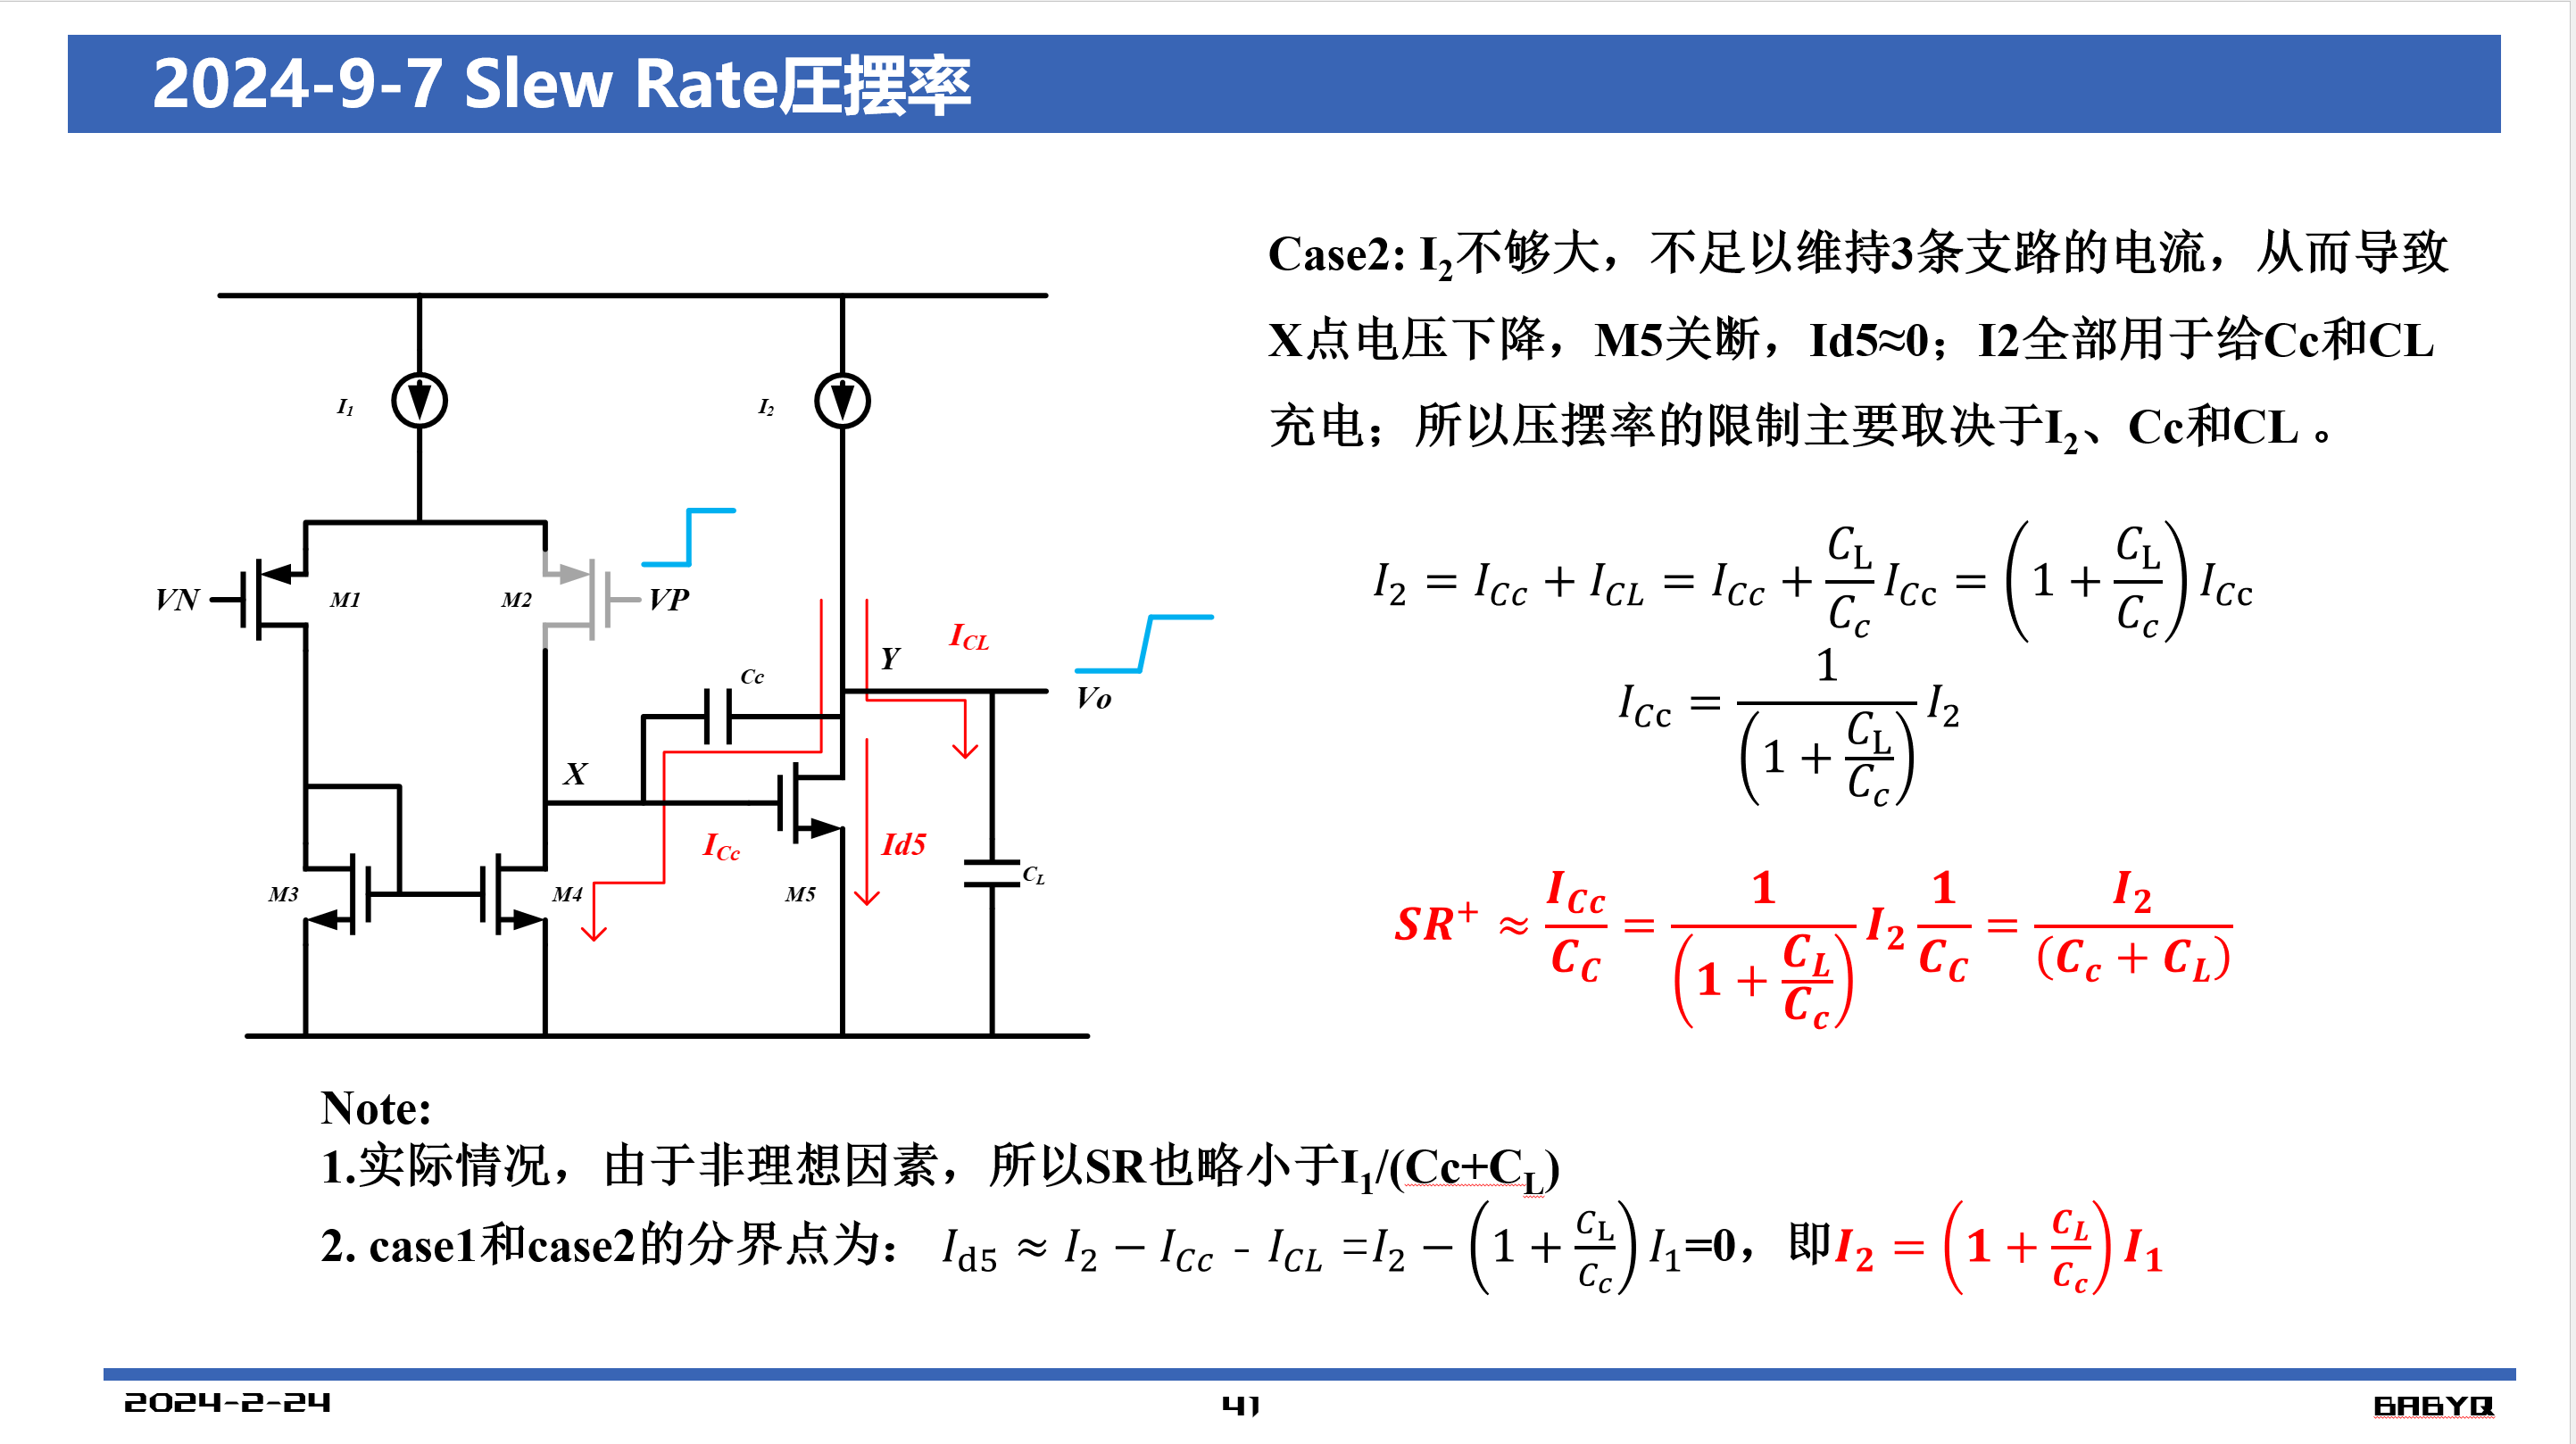 2024-9-7 Slew Rate压摆率
Case2: I₂不够大，不足以维持3条支路的电流，从而导致
X点电压下降，M5关断，Id5≈0；I2全部用于给Cc和CL
充电；所以压摆率的限制主要取决于I₂、Cc和CL 。
I₁
I₂
VN
M1
M2
VP
I_{CL}
Y
Cc
Vo
X
I_{Cc}
Id5
M3
M4
M5
C_L
I_2 = I_{Cc} + I_{CL} = I_{Cc} + \frac{C_L}{C_c} I_{Cc} = \left(1 + \frac{C_L}{C_c}\right) I_{Cc}
I_{Cc} = \frac{1}{\left(1 + \frac{C_L}{C_c}\right)} I_2
SR^+ ≈ \frac{I_{Cc}}{C_C} = \frac{1}{\left(1 + \frac{C_L}{C_c}\right)} I_2 \frac{1}{C_C} = \frac{I_2}{(C_c + C_L)}
Note:
1.实际情况，由于非理想因素，所以SR也略小于I₁/(Cc+C_L)
2. case1和case2的分界点为： I_{d5} ≈ I_2 − I_{Cc} - I_{CL} =I_2 − \left(1 + \frac{C_L}{C_c}\right) I_1=0，即I_2 = \left(1 + \frac{C_L}{C_c}\right) I_1
2024-2-24
41
BABYQ